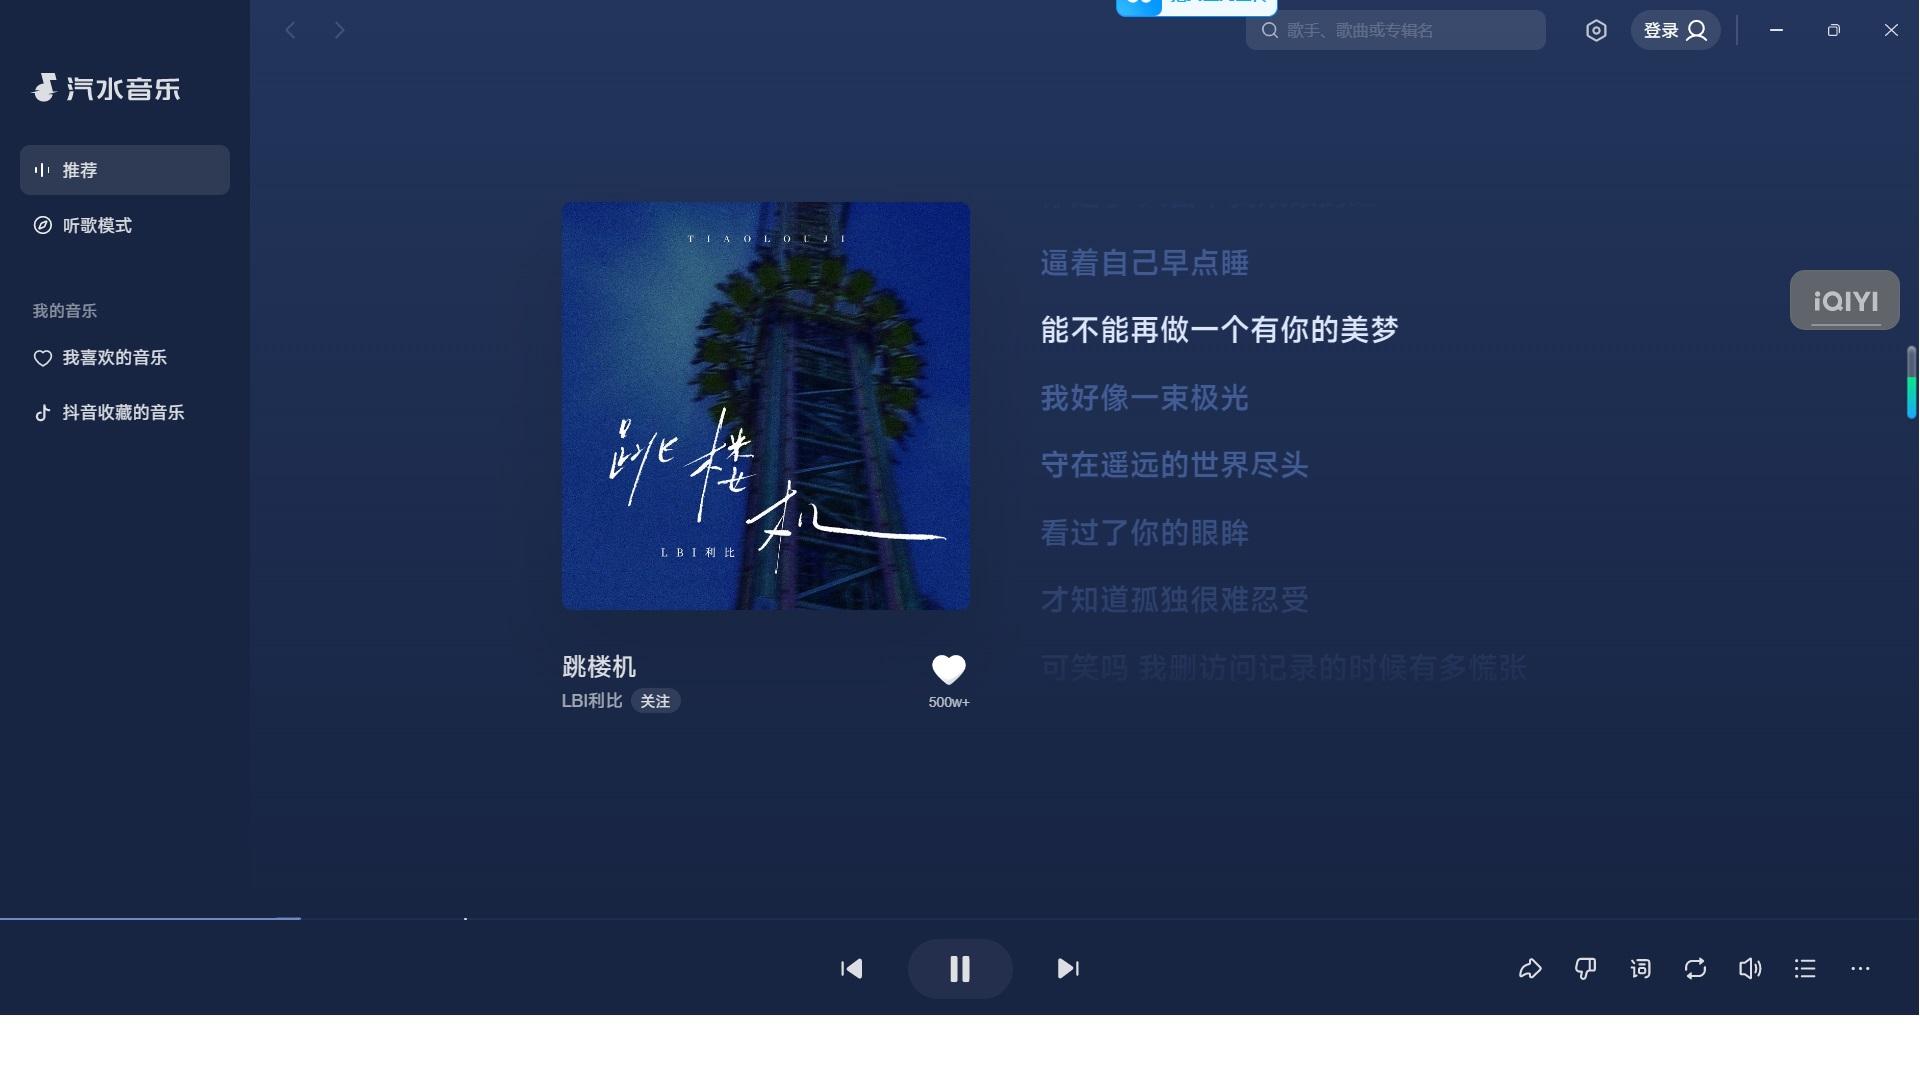 歌手、歌曲或专辑名
登录
汽水音乐
推荐
听歌模式
我的音乐
我喜欢的音乐
抖音收藏的音乐
TIAOLOUJI
跳楼机
LBI利比
跳楼机
LBI利比 关注
500w+
逼着自己早点睡
能不能再做一个有你的美梦
我好像一束极光
守在遥远的世界尽头
看过了你的眼眸
才知道孤独很难忍受
可笑吗 我删访问记录的时候有多慌张
iQIYI
词